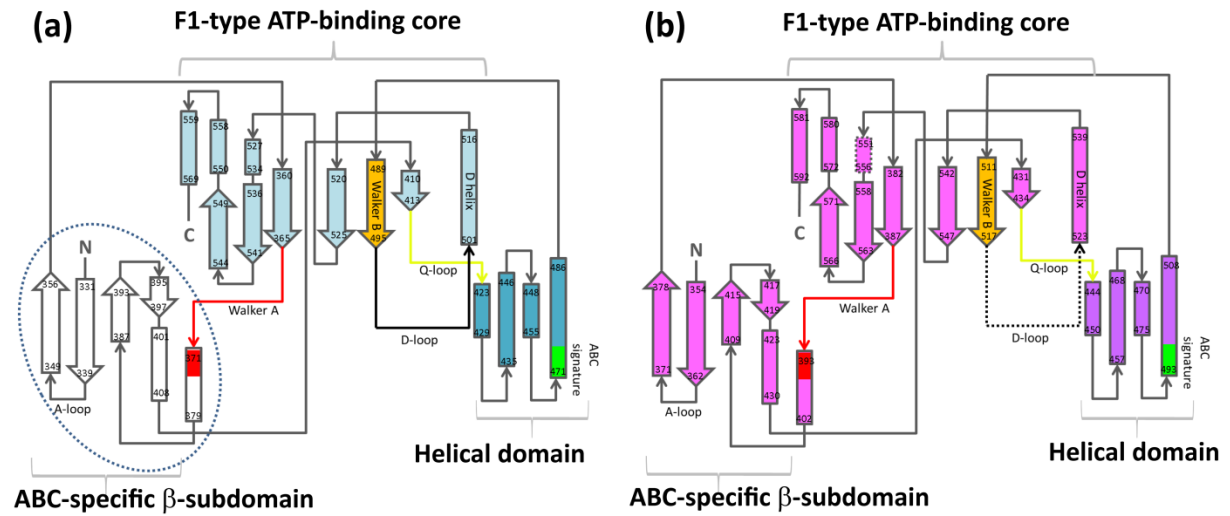 (a)
F1-type ATP-binding core
559
569
C
558
550
549
544
527
534
536
541
360
365
520
525
489
Walker B
495
410
413
516
D helix
501
Q-loop
N
356
349
331
339
A-loop
393
387
395
397
401
408
371
379
Walker A
D-loop
423
429
446
435
448
455
486
471
ABC
signature
Helical domain
ABC-specific β-subdomain
(b)
F1-type ATP-binding core
581
592
C
580
572
571
566
551
556
558
563
382
387
542
547
511
Walker B
517
431
434
539
D helix
523
Q-loop
N
378
371
354
362
A-loop
415
409
417
419
423
430
393
402
Walker A
D-loop
444
450
468
457
470
475
508
493
ABC
signature
Helical domain
ABC-specific β-subdomain